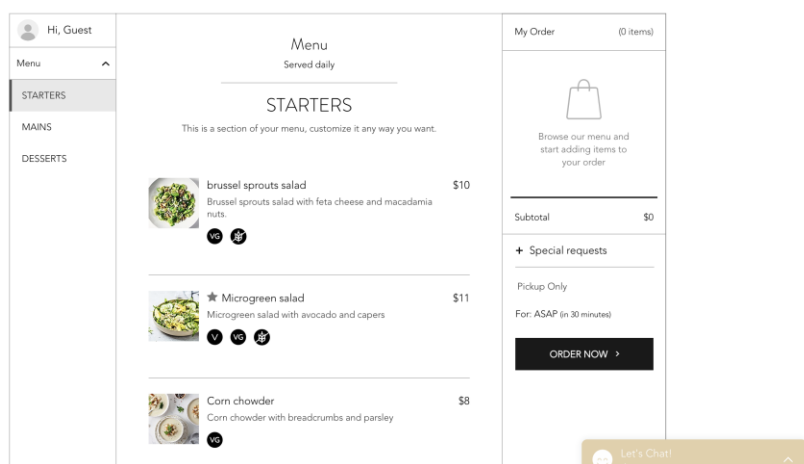 Hi, Guest
Menu
STARTERS
MAINS
DESSERTS
Menu
Served daily
STARTERS
This is a section of your menu, customize it any way you want.
brussel sprouts salad $10
Brussel sprouts salad with feta cheese and macadamia
nuts.
VG
Microgreen salad $11
Microgreen salad with avocado and capers
V VG
Corn chowder $8
Corn chowder with breadcrumbs and parsley
VG
My Order (0 items)
Browse our menu and
start adding items to
your order
Subtotal $0
+ Special requests
Pickup Only
For: ASAP (in 30 minutes)
ORDER NOW >
Let's Chat!